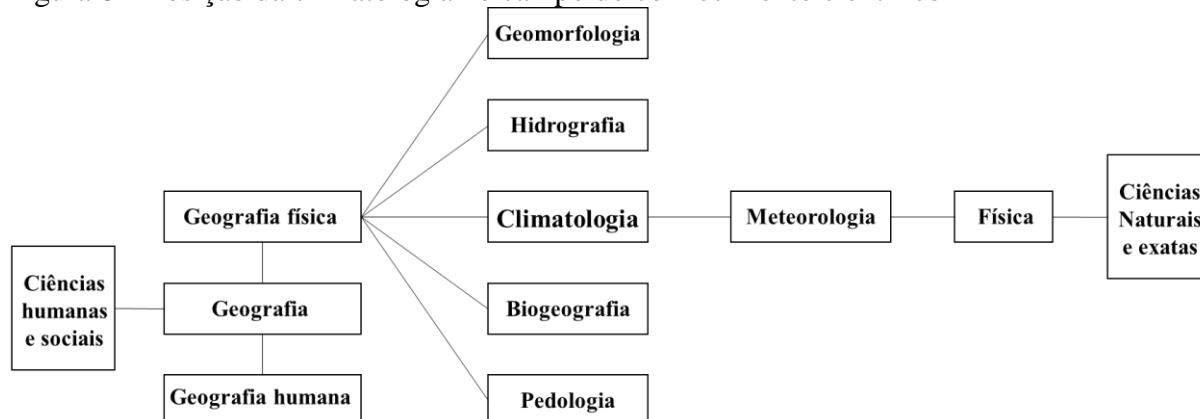 Geomorfologia
Hidrografia
Geografia física
Climatologia
Meteorologia
Física
Ciências
Naturais
e exatas
Ciências
humanas
e sociais
Geografia
Biogeografia
Geografia humana
Pedologia